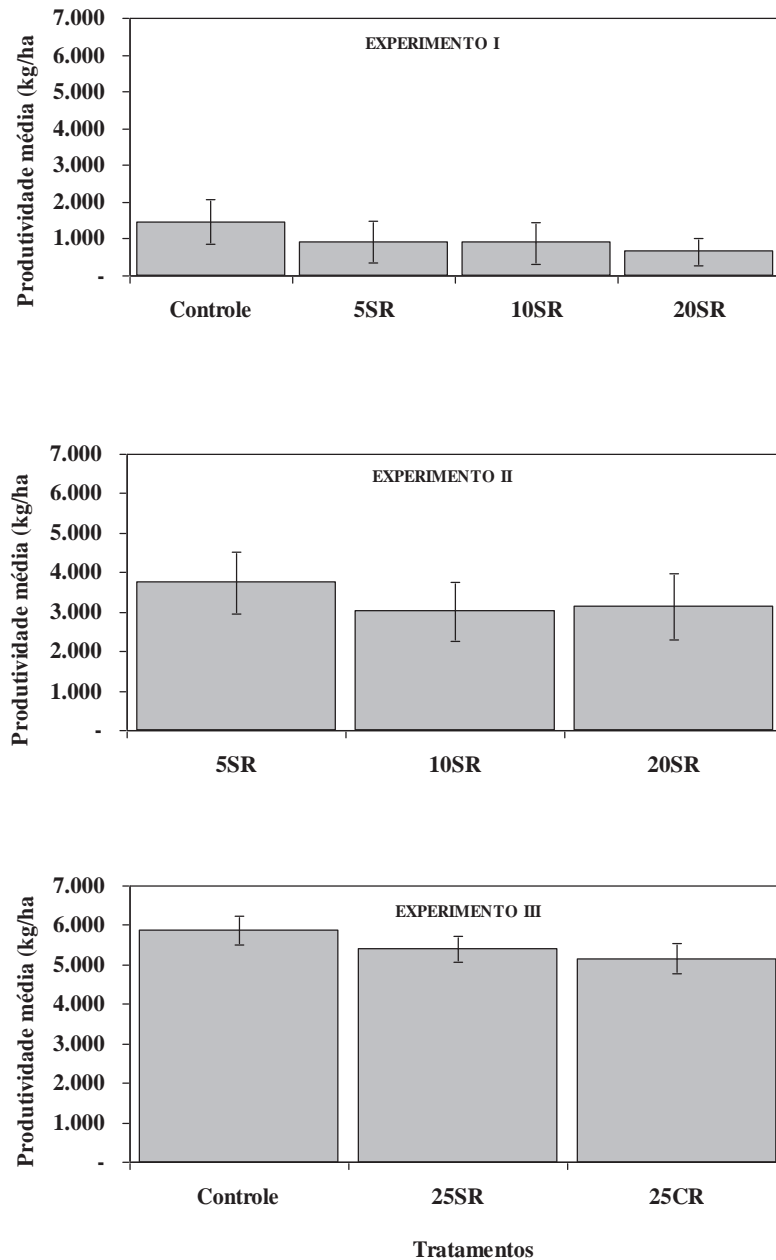 7.000
EXPERIMENTO I
6.000
5.000
4.000
3.000
2.000
1.000
-
Produtividade média (kg/ha
Controle 5SR 10SR 20SR
7.000
EXPERIMENTO II
6.000
5.000
4.000
3.000
2.000
1.000
-
Produtividade média (kg/ha
5SR 10SR 20SR
7.000
EXPERIMENTO III
6.000
5.000
4.000
3.000
2.000
1.000
-
Produtividade média (kg/ha
Controle 25SR 25CR
Tratamentos